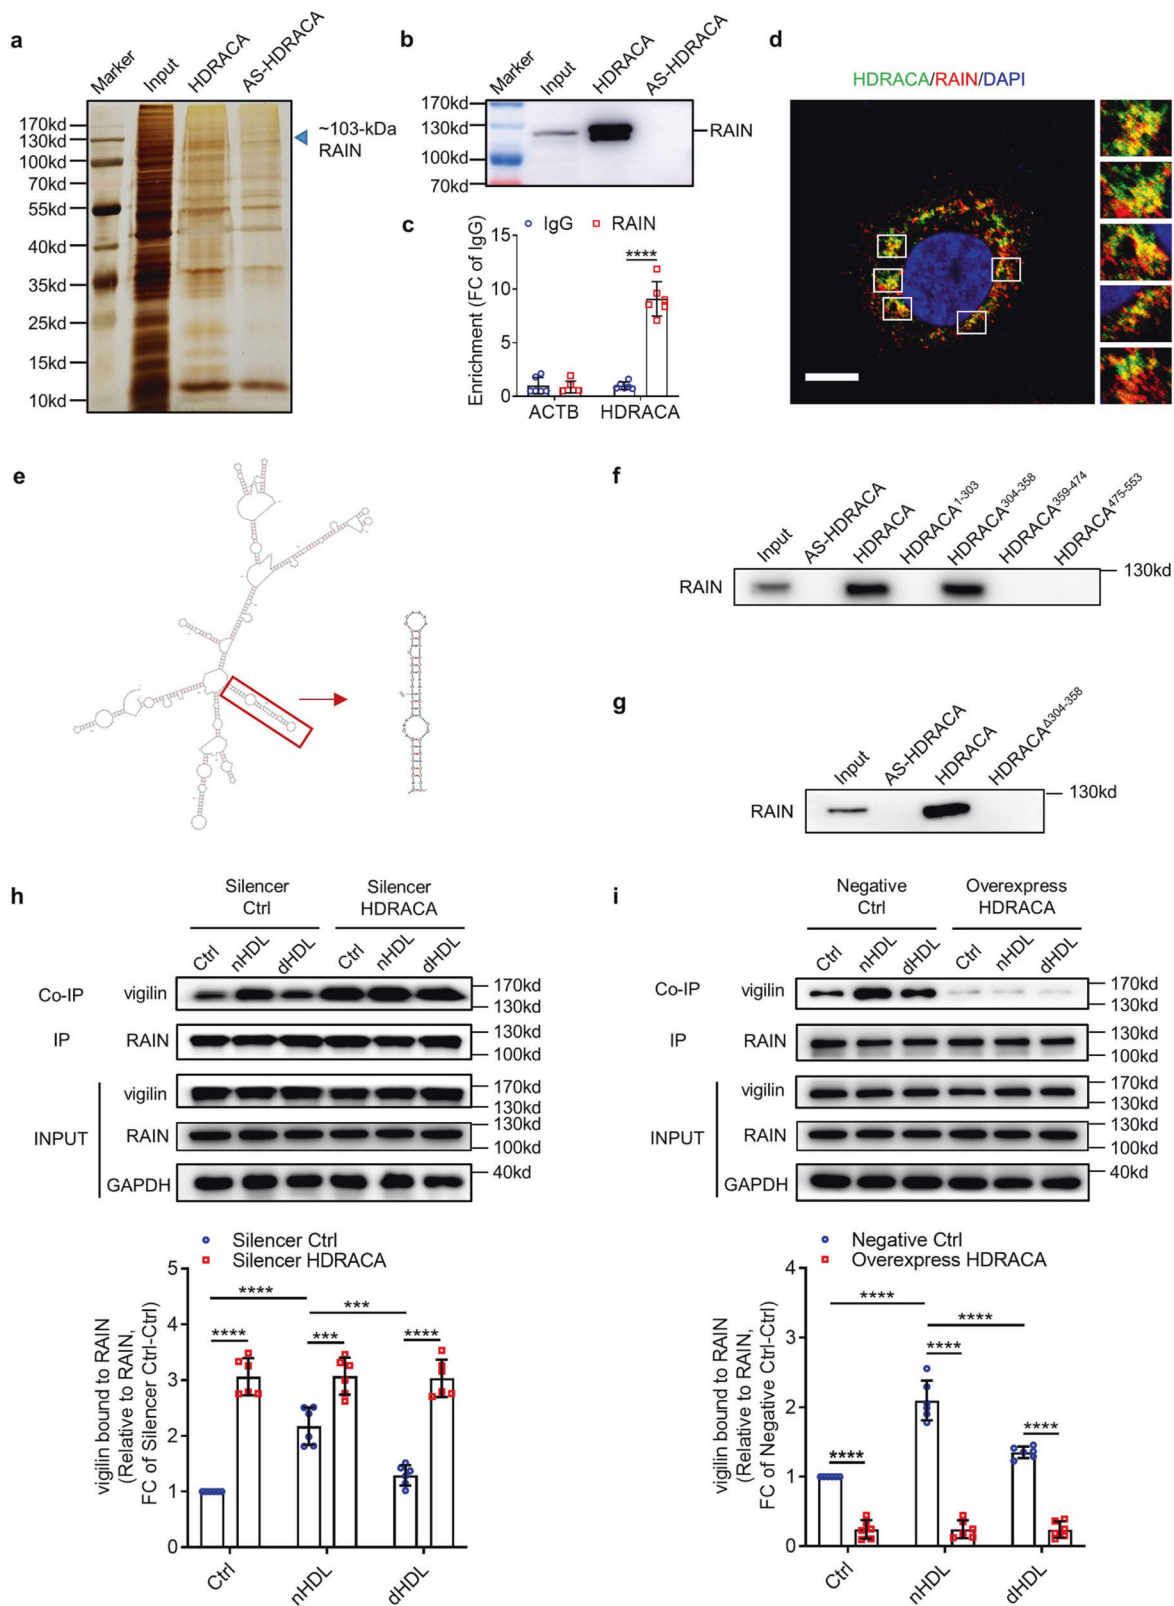 a
Marker
Input
HDRACA
AS-HDRACA
170kd
130kd
100kd
70kd
55kd
40kd
35kd
25kd
15kd
10kd
~103-kDa
RAIN
b
Marker
Input
HDRACA
AS-HDRACA
170kd
130kd
100kd
70kd
RAIN
c
IgG RAIN
Enrichment (FC of IgG)
15
10
5
0
****
ACTB HDRACA
d
HDRACA/RAIN/DAPI
e
f
Input
AS-HDRACA
HDRACA
HDRACA1-303
HDRACA304-358
HDRACA359-474
HDRACA475-553
RAIN
130kd
g
Input
AS-HDRACA
HDRACA
HDRACAΔ304-358
RAIN
130kd
h
Silencer
Ctrl
Silencer
HDRACA
Ctrl nHDL dHDL Ctrl nHDL dHDL
Co-IP vigilin 170kd
130kd
IP RAIN 130kd
100kd
INPUT
vigilin 170kd
130kd
RAIN 130kd
100kd
GAPDH 40kd
Silencer Ctrl
Silencer HDRACA
vigilin bound to RAIN
(Relative to RAIN,
FC of Silencer Ctrl-Ctrl)
5
4
3
2
1
0
**** ***
**** *** ****
Ctrl nHDL dHDL
i
Negative
Ctrl
Overexpress
HDRACA
Ctrl nHDL dHDL Ctrl nHDL dHDL
Co-IP vigilin 170kd
130kd
IP RAIN 130kd
100kd
INPUT
vigilin 170kd
130kd
RAIN 130kd
100kd
GAPDH 40kd
Negative Ctrl
Overexpress HDRACA
vigilin bound to RAIN
(Relative to RAIN,
FC of Negative Ctrl-Ctrl)
4
3
2
1
0
**** ****
**** **** ****
Ctrl nHDL dHDL